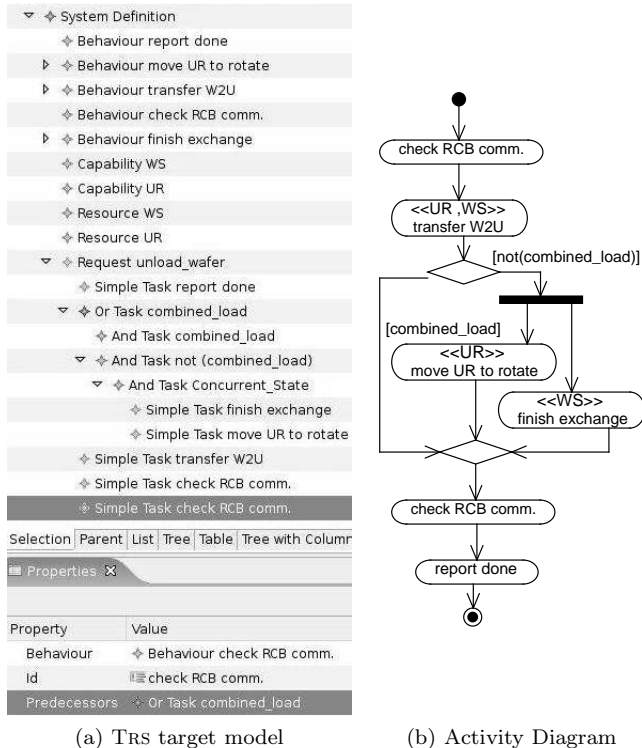 System Definition
Behaviour report done
Behaviour move UR to rotate
Behaviour transfer W2U
Behaviour check RCB comm.
Behaviour finish exchange
Capability WS
Capability UR
Resource WS
Resource UR
Request unload_wafer
Simple Task report done
Or Task combined_load
And Task combined_load
And Task not (combined_load)
And Task Concurrent_State
Simple Task finish exchange
Simple Task move UR to rotate
Simple Task transfer W2U
Simple Task check RCB comm.
Simple Task check RCB comm.
Selection Parent List Tree Table Tree with Column
Properties
Property Value
Behaviour Behaviour check RCB comm.
Id check RCB comm.
Predecessors Or Task combined_load
(a) TRS target model
check RCB comm.
<<UR ,WS>>
transfer W2U
[not(combined_load)]
[combined_load]
<<UR>>
move UR to rotate
<<WS>>
finish exchange
check RCB comm.
report done
(b) Activity Diagram